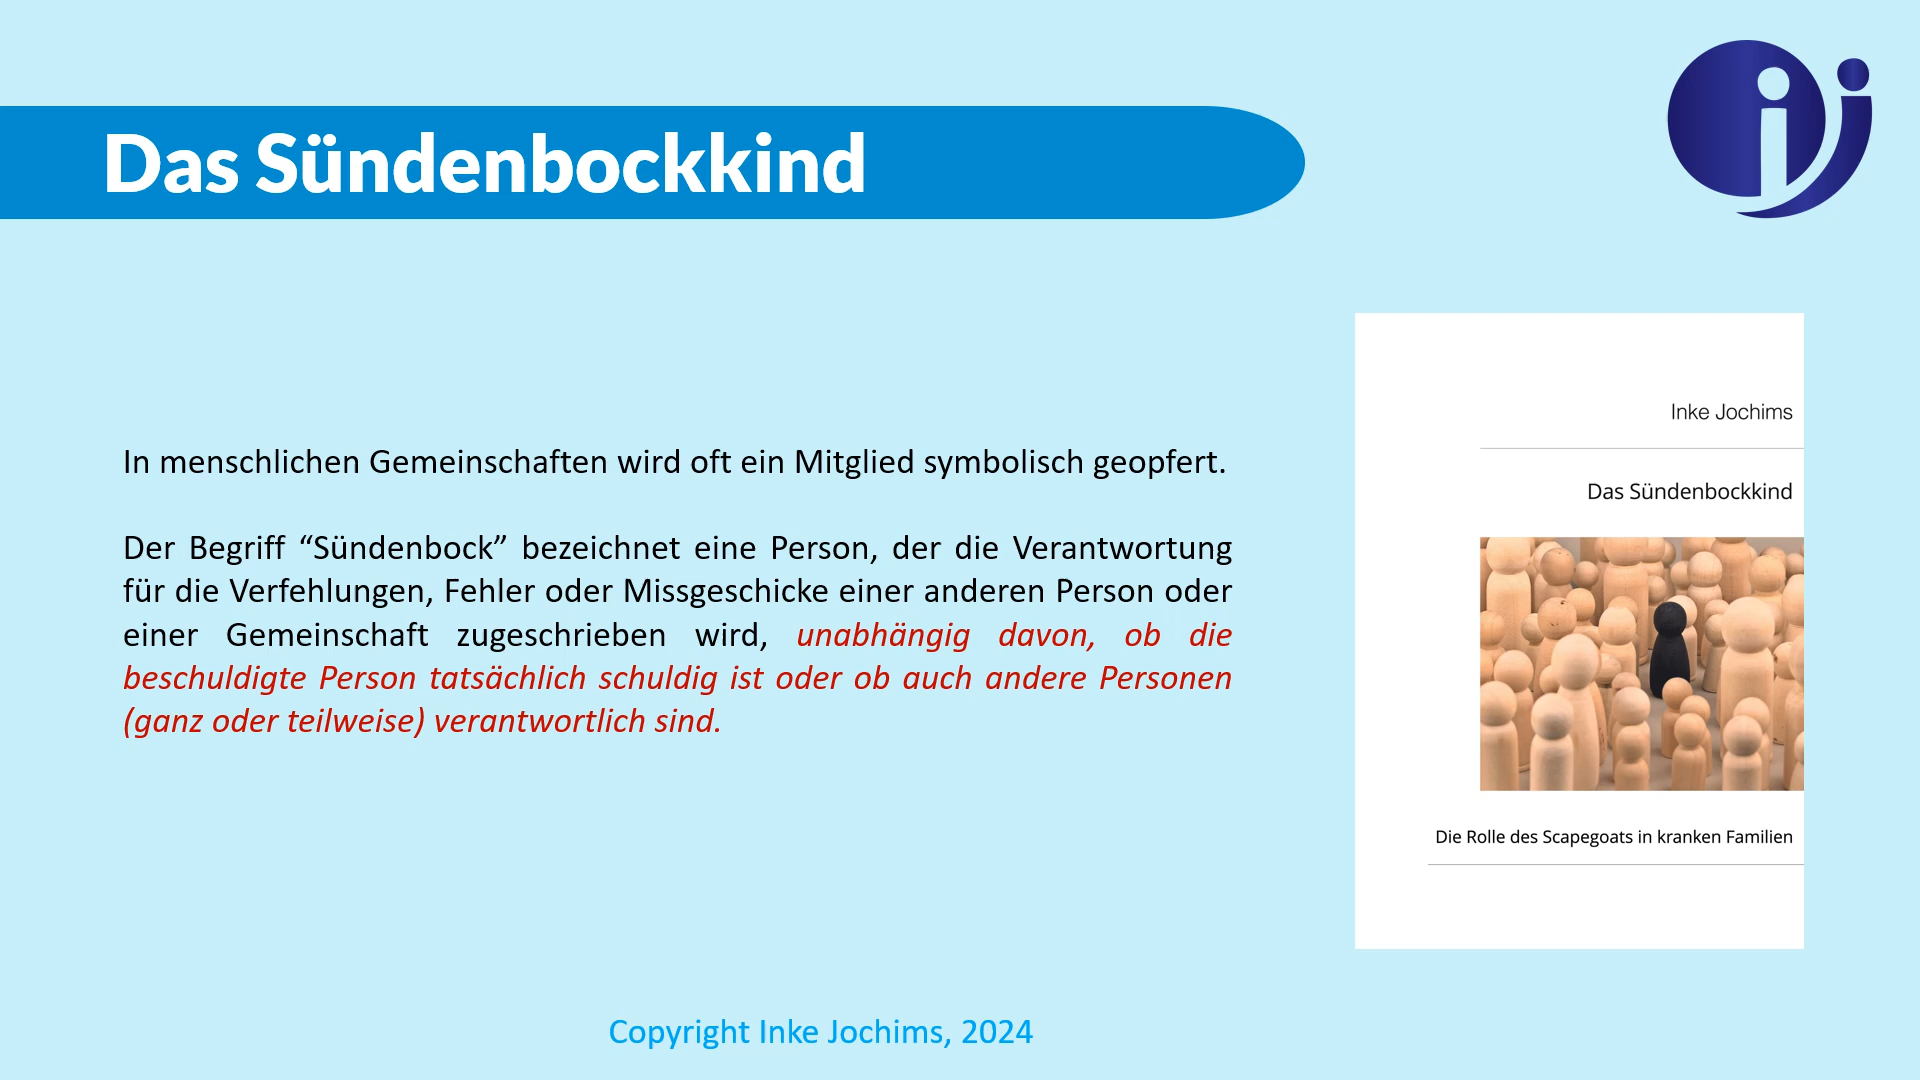 Das Sündenbockkind
In menschlichen Gemeinschaften wird oft ein Mitglied symbolisch geopfert.
Der Begriff “Sündenbock” bezeichnet eine Person, der die Verantwortung
für die Verfehlungen, Fehler oder Missgeschicke einer anderen Person oder
einer Gemeinschaft zugeschrieben wird, unabhängig davon, ob die
beschuldigte Person tatsächlich schuldig ist oder ob auch andere Personen
(ganz oder teilweise) verantwortlich sind.
Inke Jochims
Das Sündenbockkind
Die Rolle des Scapegoats in kranken Familien
Copyright Inke Jochims, 2024